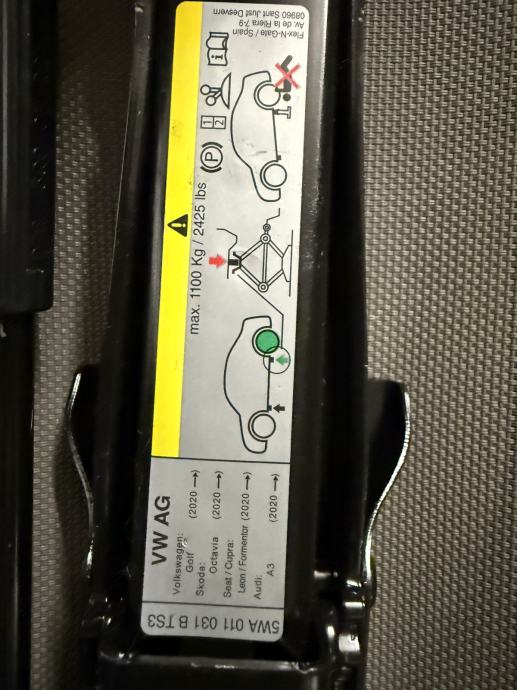 Flex-N-Gate / Spain
Av. de la Riera 7-9
08960 Sant Just Desvern
1
2
P
max. 1100 Kg / 2425 lbs
VW AG
Volkswagen:
Golf (2020 →)
Skoda:
Octavia (2020 →)
Seat / Cupra:
Leon / Formentor (2020 →)
Audi:
A3 (2020 →)
5WA 011 031 B TS3